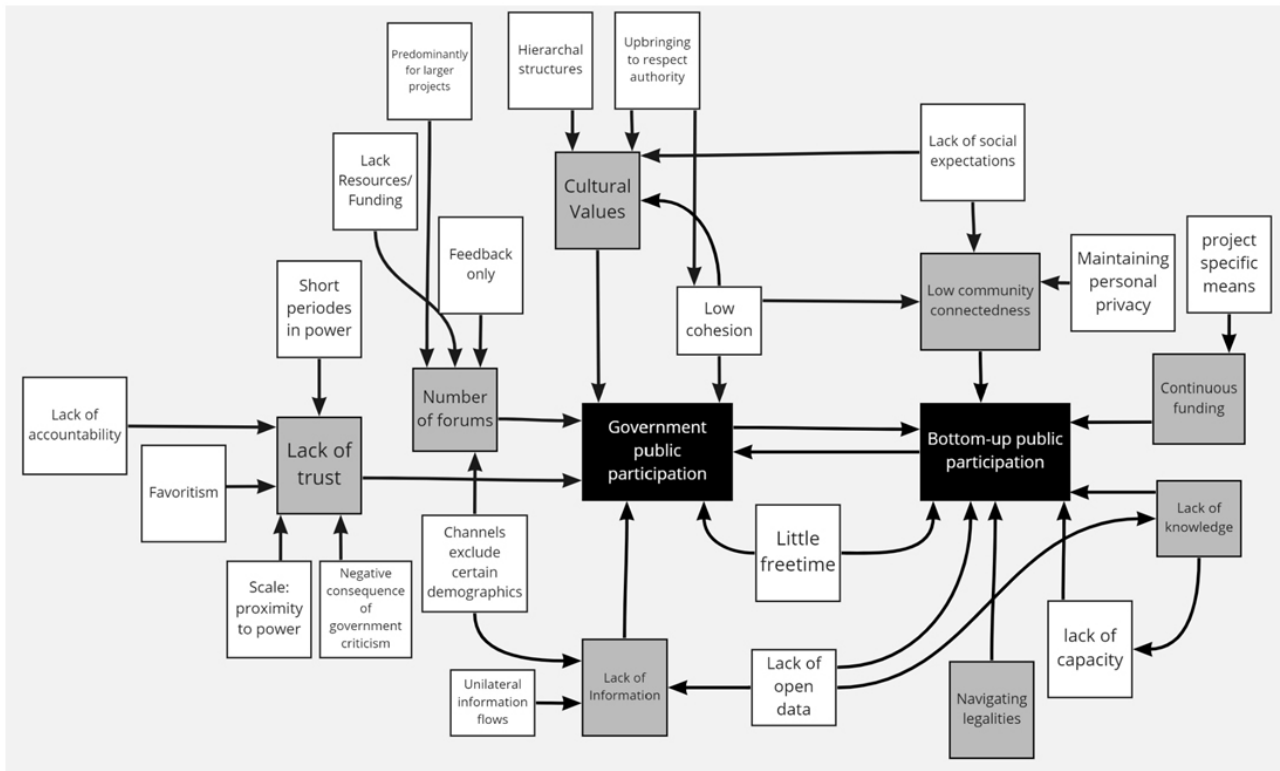 Predominantly
for larger
projects
Hierarchal
structures
Upbringing
to respect
authority
Lack of social
expectations
Lack
Resources/
Funding
Cultural
Values
Feedback
only
project
specific
means
Maintaining
personal
privacy
Low community
connectedness
Short
periodes
in power
Low
cohesion
Continuous
funding
Number
of forums
Lack of
accountability
Lack of
trust
Government
public
participation
Bottom-up public
participation
Favoritism
Lack of
knowledge
Channels
exclude
certain
demographics
Little
freetime
Scale:
proximity
to power
Negative
consequence
of
government
criticism
lack of
capacity
Unilateral
information
flows
Lack of
Information
Lack of
open
data
Navigating
legalities